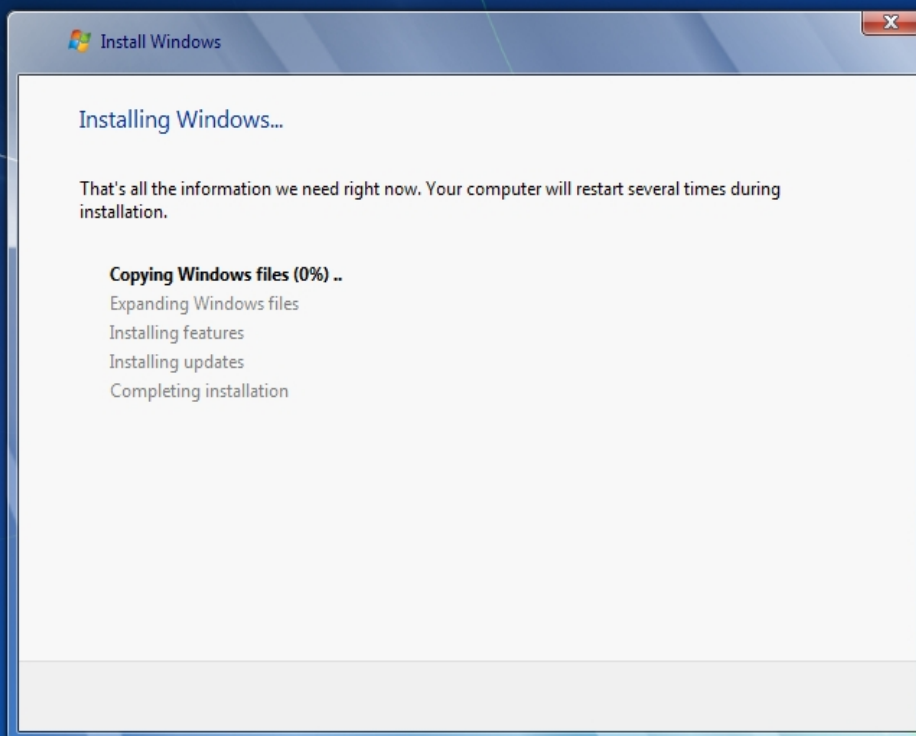 Install Windows
Installing Windows...
That's all the information we need right now. Your computer will restart several times during
installation.
Copying Windows files (0%) ..
Expanding Windows files
Installing features
Installing updates
Completing installation